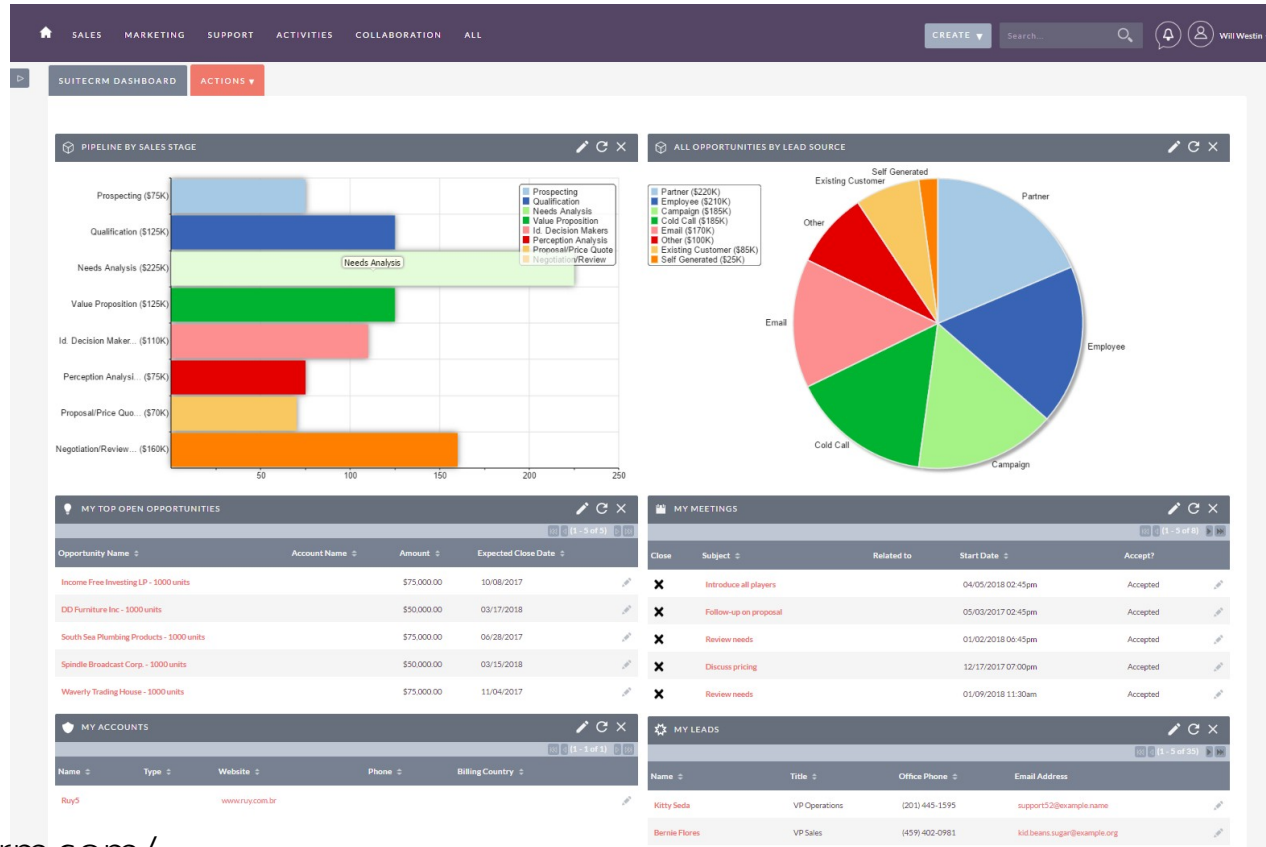 SALES MARKETING SUPPORT ACTIVITIES COLLABORATION ALL CREATE Search... Will Westin
SUITECRM DASHBOARD ACTIONS
PIPELINE BY SALES STAGE
Prospecting ($75K)
Qualification ($125K)
Needs Analysis ($225K)
Value Proposition ($125K)
Id. Decision Maker... ($110K)
Perception Analysi... ($75K)
Proposal/Price Quo... ($70K)
Negotiation/Review... ($160K)
Needs Analysis
Prospecting
Qualification
Needs Analysis
Value Proposition
Id. Decision Makers
Perception Analysis
Proposal/Price Quote
Negotiation/Review
50 100 150 200 250
ALL OPPORTUNITIES BY LEAD SOURCE
Partner ($220K)
Employee ($210K)
Campaign ($185K)
Cold Call ($185K)
Email ($170K)
Other ($100K)
Existing Customer ($85K)
Self Generated ($25K)
Self Generated
Existing Customer
Partner
Other
Email
Employee
Cold Call
Campaign
MY TOP OPEN OPPORTUNITIES
(1 - 5 of 5)
Opportunity Name Account Name Amount Expected Close Date
Income Free Investing LP - 1000 units $75,000.00 10/08/2017
DD Furniture Inc - 1000 units $50,000.00 03/17/2018
South Sea Plumbing Products - 1000 units $75,000.00 06/28/2017
Spindle Broadcast Corp. - 1000 units $50,000.00 03/15/2018
Waverly Trading House - 1000 units $75,000.00 11/04/2017
MY MEETINGS
(1 - 5 of 8)
Close Subject Related to Start Date Accept?
Introduce all players 04/05/2018 02:45pm Accepted
Follow-up on proposal 05/03/2017 02:45pm Accepted
Review needs 01/02/2018 06:45pm Accepted
Discuss pricing 12/17/2017 07:00pm Accepted
Review needs 01/09/2018 11:30am Accepted
MY ACCOUNTS
(1 - 1 of 1)
Name Type Website Phone Billing Country
Ruy5 www.ruy.com.br
MY LEADS
(1 - 5 of 35)
Name Title Office Phone Email Address
Kitty Seda VP Operations (201) 445-1595 support52@example.name
Bernie Flores VP Sales (459) 402-0981 kid.beans.sugar@example.org